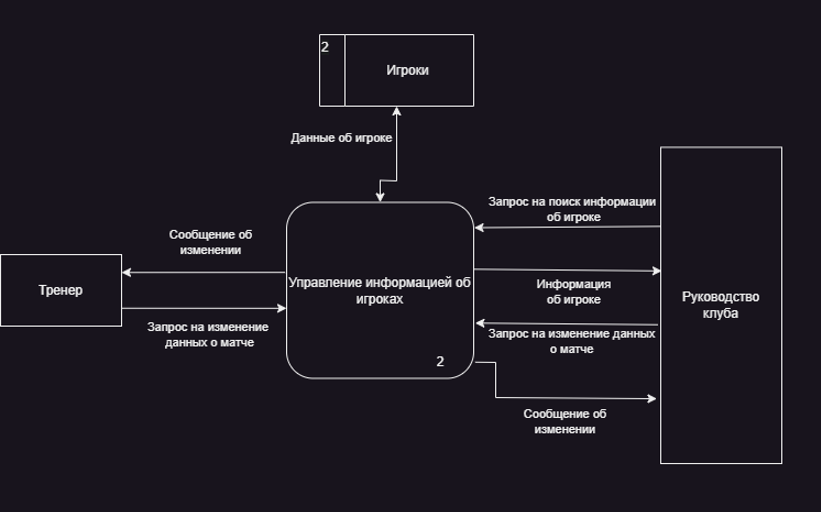 2
Игроки
Данные об игроке
Запрос на поиск информации
об игроке
Сообщение об
изменении
Управление информацией об
игроках
Информация
об игроке
Тренер
Руководство
клуба
Запрос на изменение
данных о матче
Запрос на изменение данных
о матче
2
Сообщение об
изменении